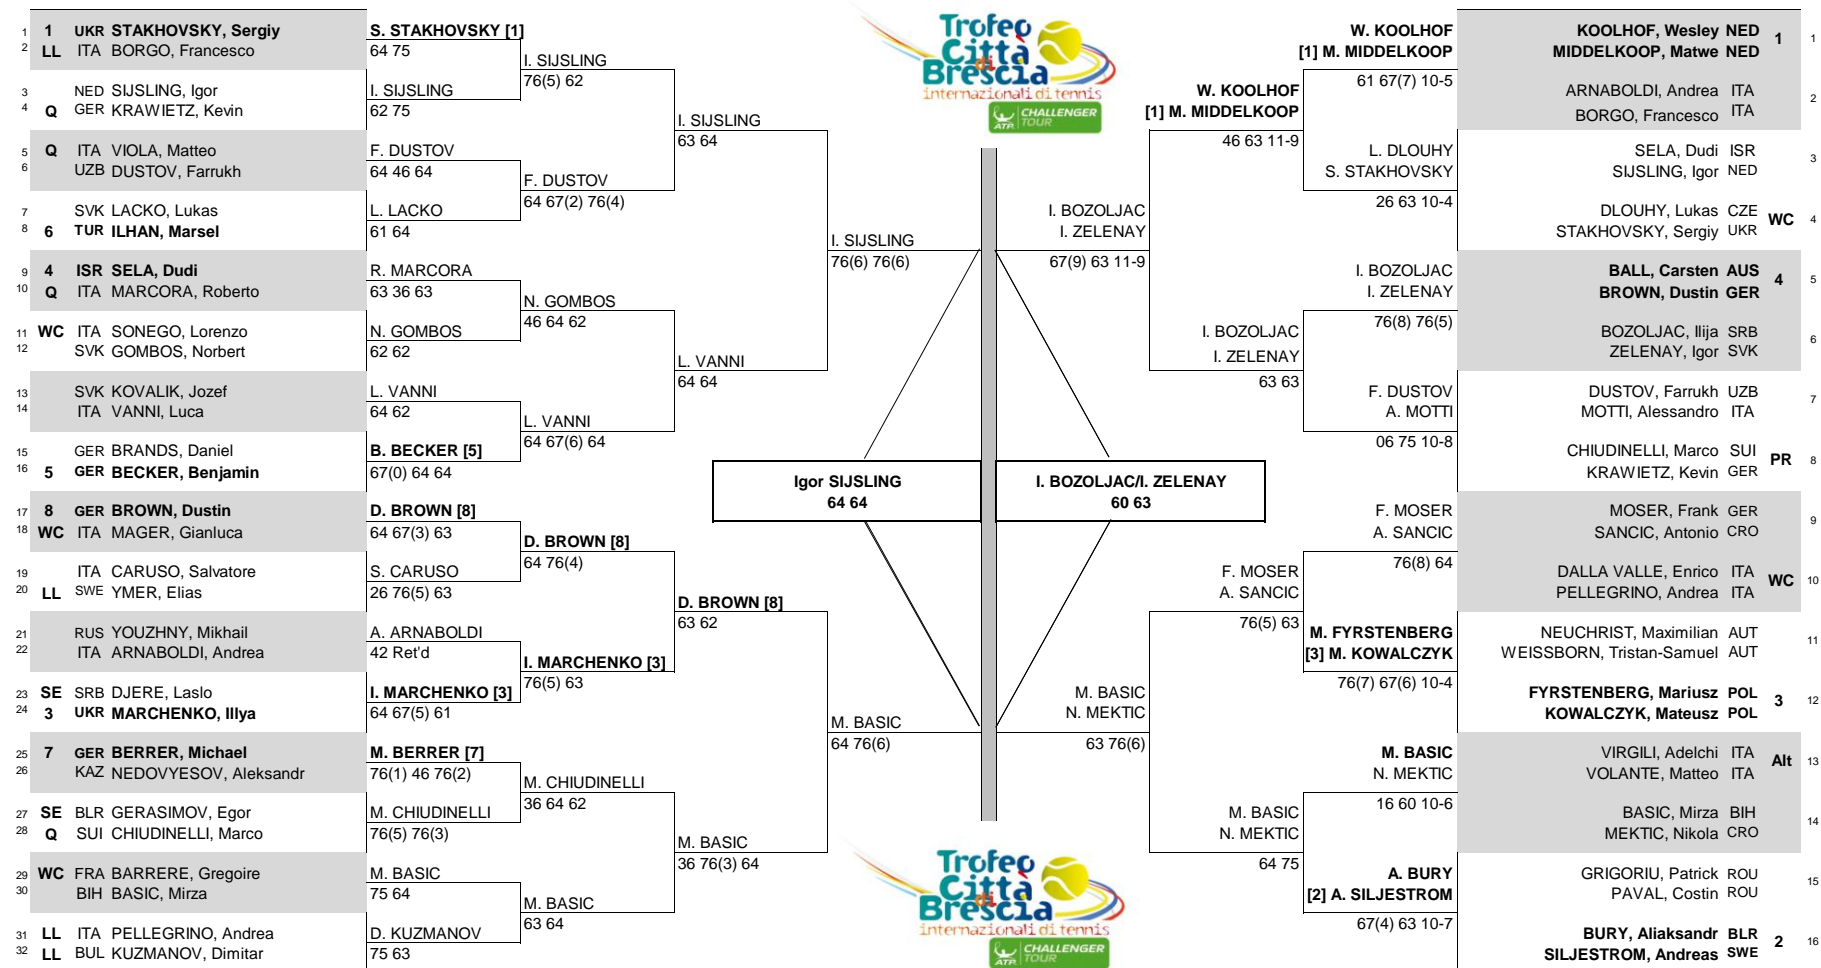 1 1 UKR STAKHOVSKY, Sergiy
2 LL ITA BORGO, Francesco
3 NED SIJSLING, Igor
4 Q GER KRAWIETZ, Kevin
5 Q ITA VIOLA, Matteo
6 UZB DUSTOV, Farrukh
7 SVK LACKO, Lukas
8 6 TUR ILHAN, Marsel
9 4 ISR SELA, Dudi
10 Q ITA MARCORA, Roberto
11 WC ITA SONEGO, Lorenzo
12 SVK GOMBOS, Norbert
13 SVK KOVALIK, Jozef
14 ITA VANNI, Luca
15 GER BRANDS, Daniel
16 5 GER BECKER, Benjamin
17 8 GER BROWN, Dustin
18 WC ITA MAGER, Gianluca
19 ITA CARUSO, Salvatore
20 LL SWE YMER, Elias
21 RUS YOUZHNY, Mikhail
22 ITA ARNABOLDI, Andrea
23 SE SRB DJERE, Laslo
24 3 UKR MARCHENKO, Illya
25 7 GER BERRER, Michael
26 KAZ NEDOVYESOV, Aleksandr
27 SE BLR GERASIMOV, Egor
28 Q SUI CHIUDINELLI, Marco
29 WC FRA BARRERE, Gregoire
30 BIH BASIC, Mirza
31 LL ITA PELLEGRINO, Andrea
32 LL BUL KUZMANOV, Dimitar
S. STAKHOVSKY [1]
64 75
I. SIJSLING
62 75
F. DUSTOV
64 46 64
L. LACKO
61 64
R. MARCORA
63 36 63
N. GOMBOS
62 62
L. VANNI
64 62
B. BECKER [5]
67(0) 64 64
D. BROWN [8]
64 67(3) 63
S. CARUSO
26 76(5) 63
A. ARNABOLDI
42 Ret'd
I. MARCHENKO [3]
64 67(5) 61
M. BERRER [7]
76(1) 46 76(2)
M. CHIUDINELLI
76(5) 76(3)
M. BASIC
75 64
D. KUZMANOV
75 63
I. SIJSLING
76(5) 62
F. DUSTOV
64 67(2) 76(4)
N. GOMBOS
46 64 62
L. VANNI
64 67(6) 64
D. BROWN [8]
64 76(4)
I. MARCHENKO [3]
76(5) 63
M. CHIUDINELLI
36 64 62
M. BASIC
63 64
I. SIJSLING
63 64
L. VANNI
64 64
D. BROWN [8]
63 62
M. BASIC
36 76(3) 64
I. SIJSLING
76(6) 76(6)
M. BASIC
64 76(6)
Trofeo
Città
di
Brescia
internazionali di tennis
ATP CHALLENGER
TOUR
Igor SIJSLING
64 64
I. BOZOLJAC/I. ZELENAY
60 63
Trofeo
Città
di
Brescia
internazionali di tennis
ATP CHALLENGER
TOUR
I. BOZOLJAC
I. ZELENAY
67(9) 63 11-9
M. BASIC
N. MEKTIC
63 76(6)
W. KOOLHOF
[1] M. MIDDELKOOP
46 63 11-9
I. BOZOLJAC
I. ZELENAY
63 63
F. MOSER
A. SANCIC
76(5) 63
M. BASIC
N. MEKTIC
64 75
W. KOOLHOF
[1] M. MIDDELKOOP
61 67(7) 10-5
L. DLOUHY
S. STAKHOVSKY
26 63 10-4
I. BOZOLJAC
I. ZELENAY
76(8) 76(5)
F. DUSTOV
A. MOTTI
06 75 10-8
F. MOSER
A. SANCIC
76(8) 64
M. FYRSTENBERG
[3] M. KOWALCZYK
76(7) 67(6) 10-4
M. BASIC
N. MEKTIC
16 60 10-6
A. BURY
[2] A. SILJESTROM
67(4) 63 10-7
KOOLHOF, Wesley NED 1 1
MIDDELKOOP, Matwe NED
ARNABOLDI, Andrea ITA 2
BORGO, Francesco ITA
SELA, Dudi ISR 3
SIJSLING, Igor NED
DLOUHY, Lukas CZE WC 4
STAKHOVSKY, Sergiy UKR
BALL, Carsten AUS 4 5
BROWN, Dustin GER
BOZOLJAC, Ilija SRB 6
ZELENAY, Igor SVK
DUSTOV, Farrukh UZB 7
MOTTI, Alessandro ITA
CHIUDINELLI, Marco SUI PR 8
KRAWIETZ, Kevin GER
MOSER, Frank GER 9
SANCIC, Antonio CRO
DALLA VALLE, Enrico ITA WC 10
PELLEGRINO, Andrea ITA
NEUCHRIST, Maximilian AUT 11
WEISSBORN, Tristan-Samuel AUT
FYRSTENBERG, Mariusz POL 3 12
KOWALCZYK, Mateusz POL
VIRGILI, Adelchi ITA Alt 13
VOLANTE, Matteo ITA
BASIC, Mirza BIH 14
MEKTIC, Nikola CRO
GRIGORIU, Patrick ROU 15
PAVAL, Costin ROU
BURY, Aliaksandr BLR 2 16
SILJESTROM, Andreas SWE